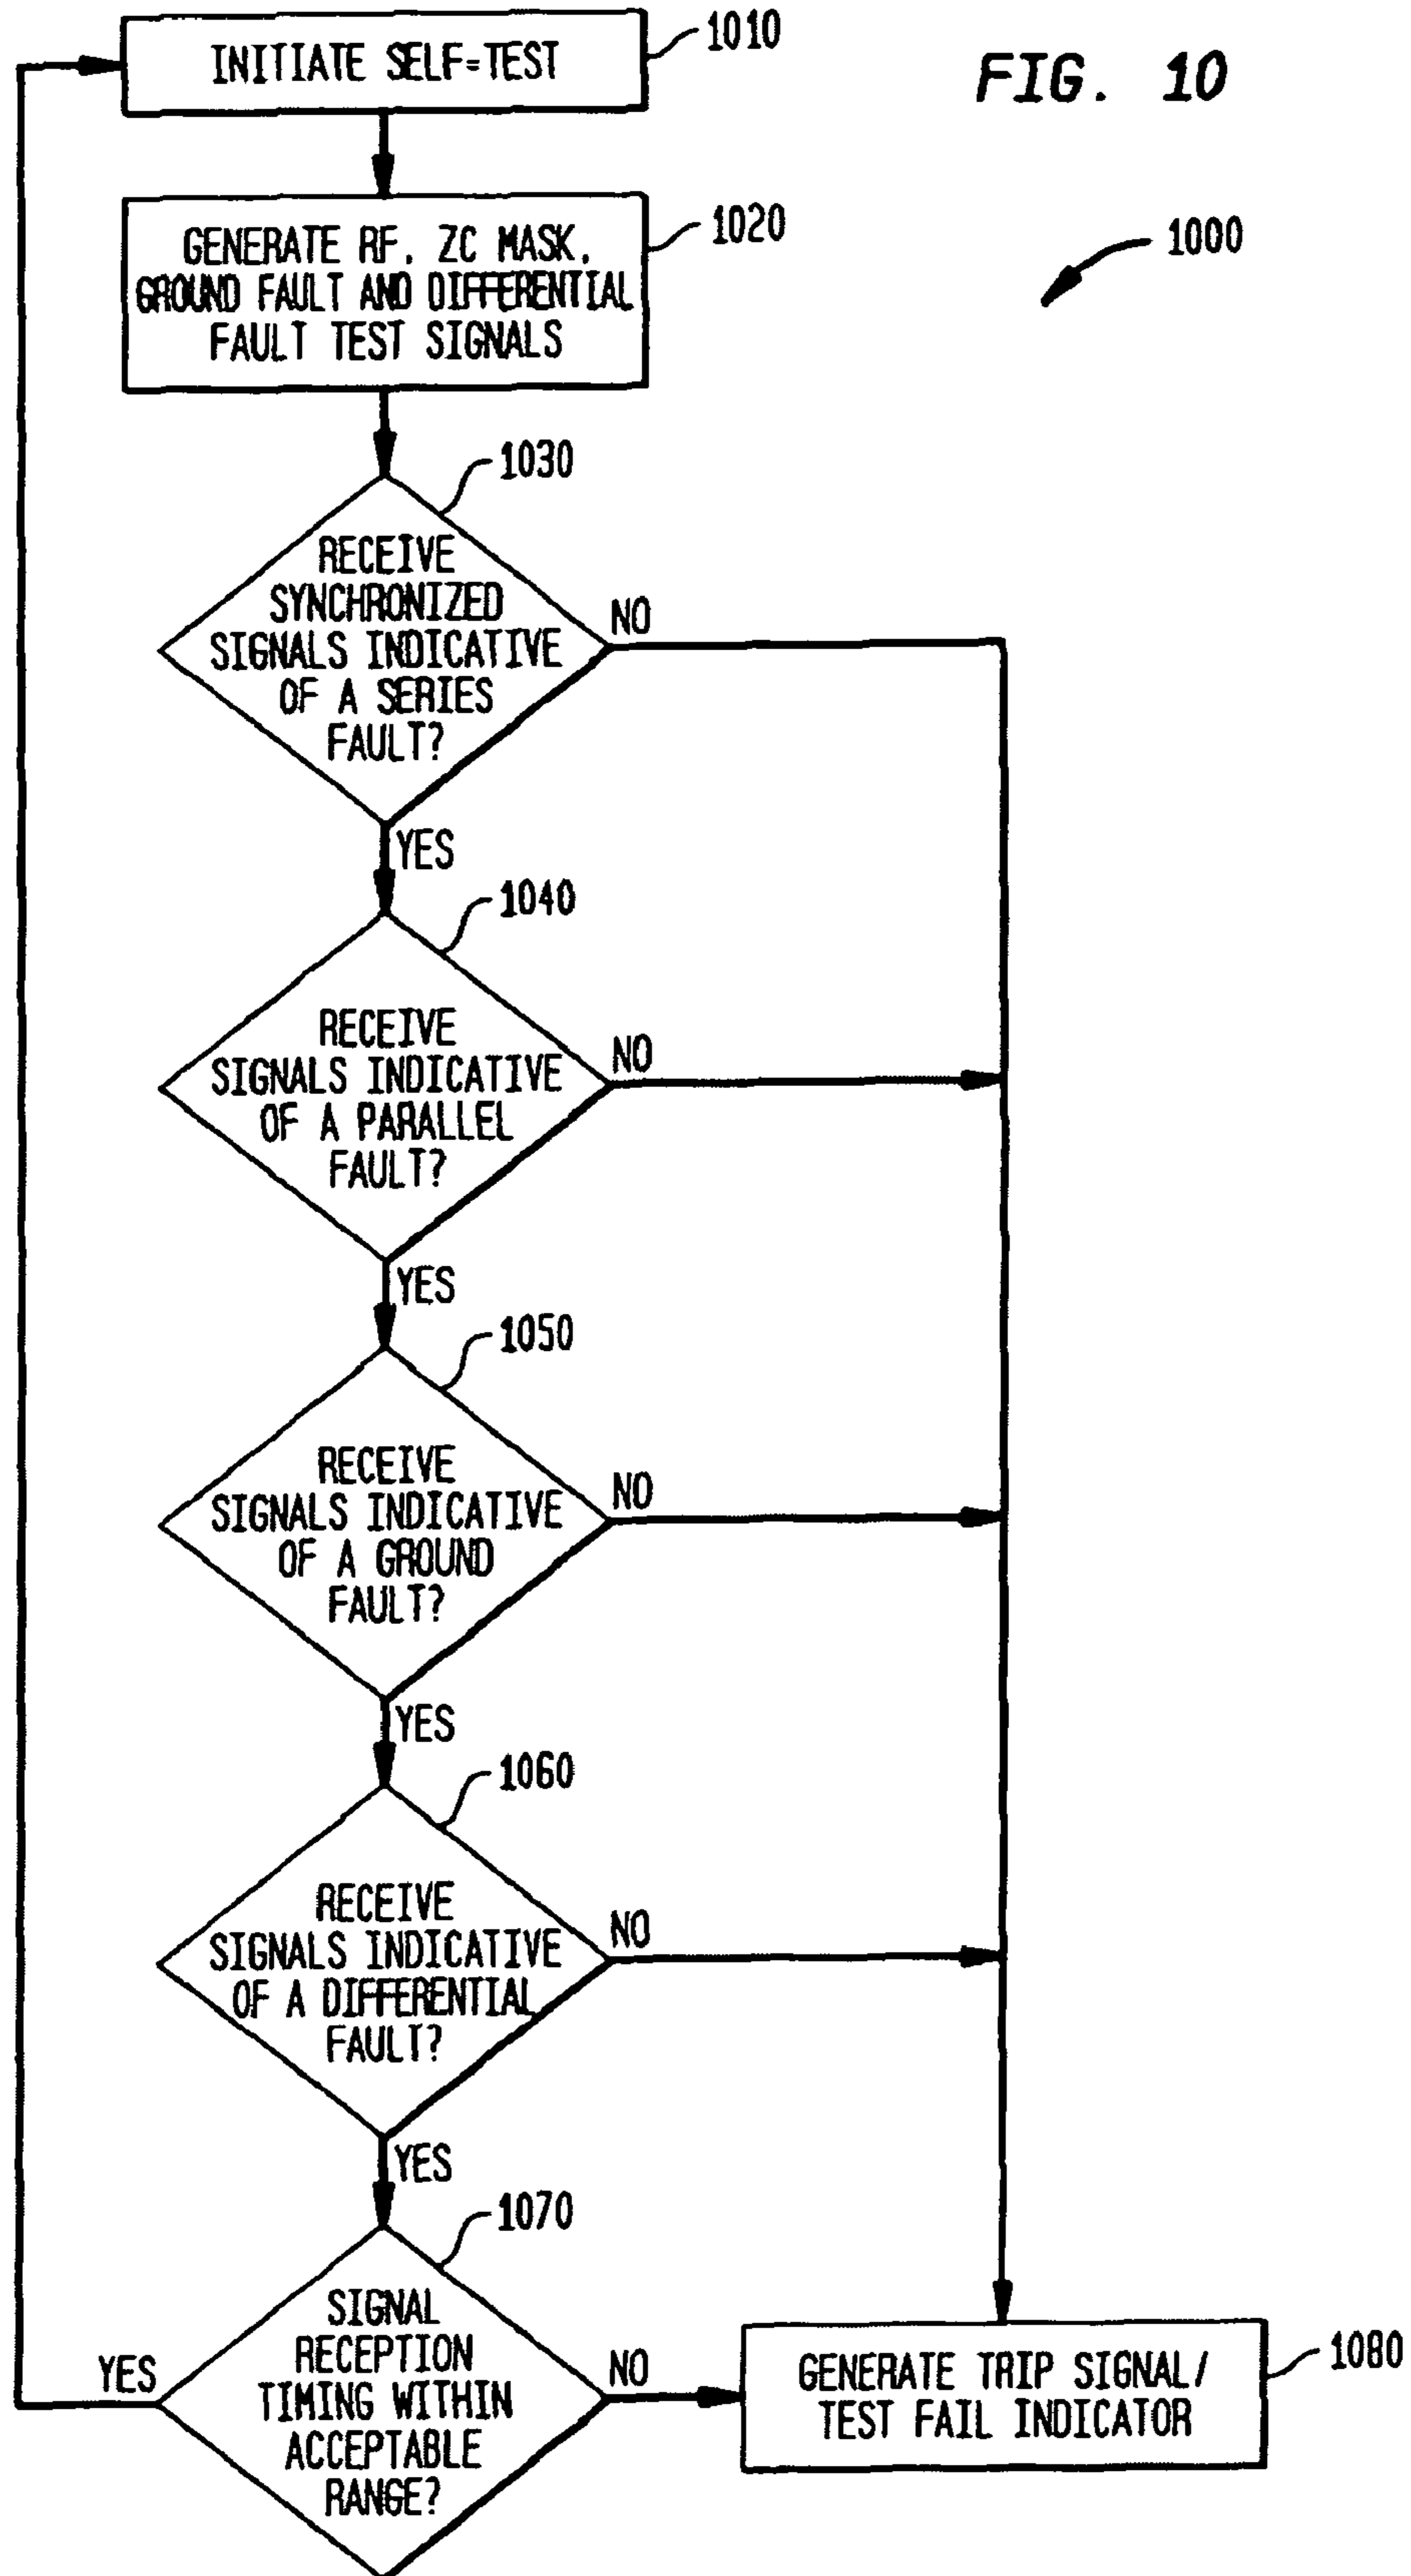 1010
INITIATE SELF=TEST
FIG. 10
1020
GENERATE RF, ZC MASK,
GROUND FAULT AND DIFFERENTIAL
FAULT TEST SIGNALS
1000
1030
RECEIVE
SYNCHRONIZED
SIGNALS INDICATIVE
OF A SERIES
FAULT?
NO
YES
1040
RECEIVE
SIGNALS INDICATIVE
OF A PARALLEL
FAULT?
NO
YES
1050
RECEIVE
SIGNALS INDICATIVE
OF A GROUND
FAULT?
NO
YES
1060
RECEIVE
SIGNALS INDICATIVE
OF A DIFFERENTIAL
FAULT?
NO
YES
1070
SIGNAL
RECEPTION
TIMING WITHIN
ACCEPTABLE
RANGE?
YES
NO
GENERATE TRIP SIGNAL/
TEST FAIL INDICATOR
1080